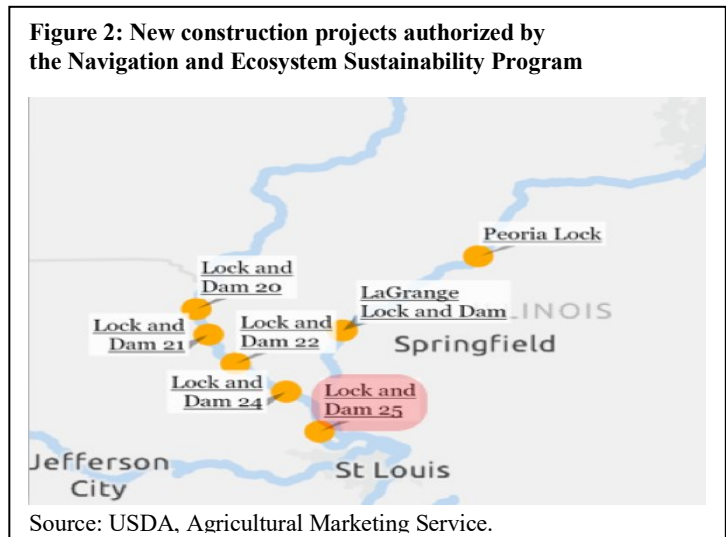 Figure 2: New construction projects authorized by
the Navigation and Ecosystem Sustainability Program
Peoria Lock
Lock and
Dam 20
LaGrange
Lock and Dam
LINOIS
Lock and
Dam 21
Lock and
Dam 22
Springfield
Lock and
Dam 24
Lock and
Dam 25
Jefferson
City
St Louis
Source: USDA, Agricultural Marketing Service.